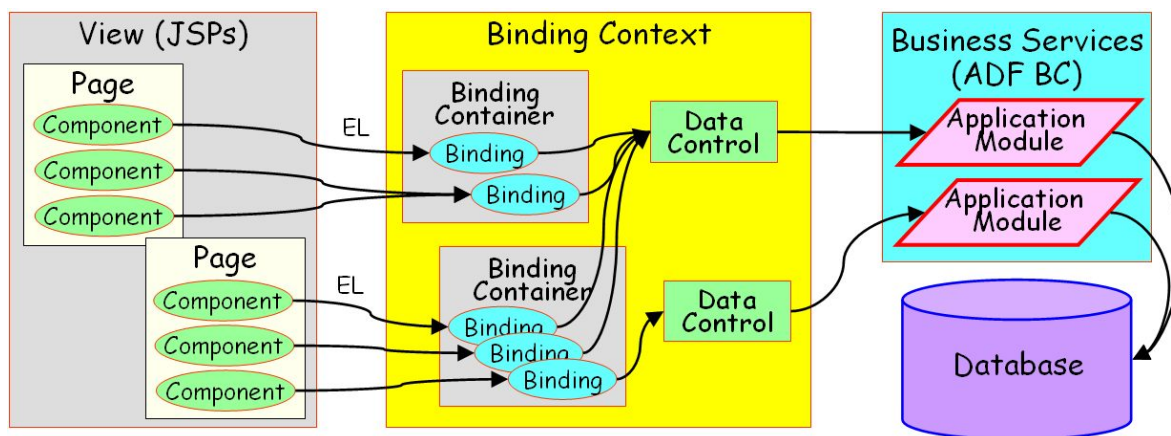 View (JSPs)
Page
Component
Component
Component
Page
Component
Component
Component
EL
EL
Binding Context
Binding
Container
Binding
Binding
Binding
Container
Binding
Binding
Binding
Data
Control
Data
Control
Business Services
(ADF BC)
Application
Module
Application
Module
Database